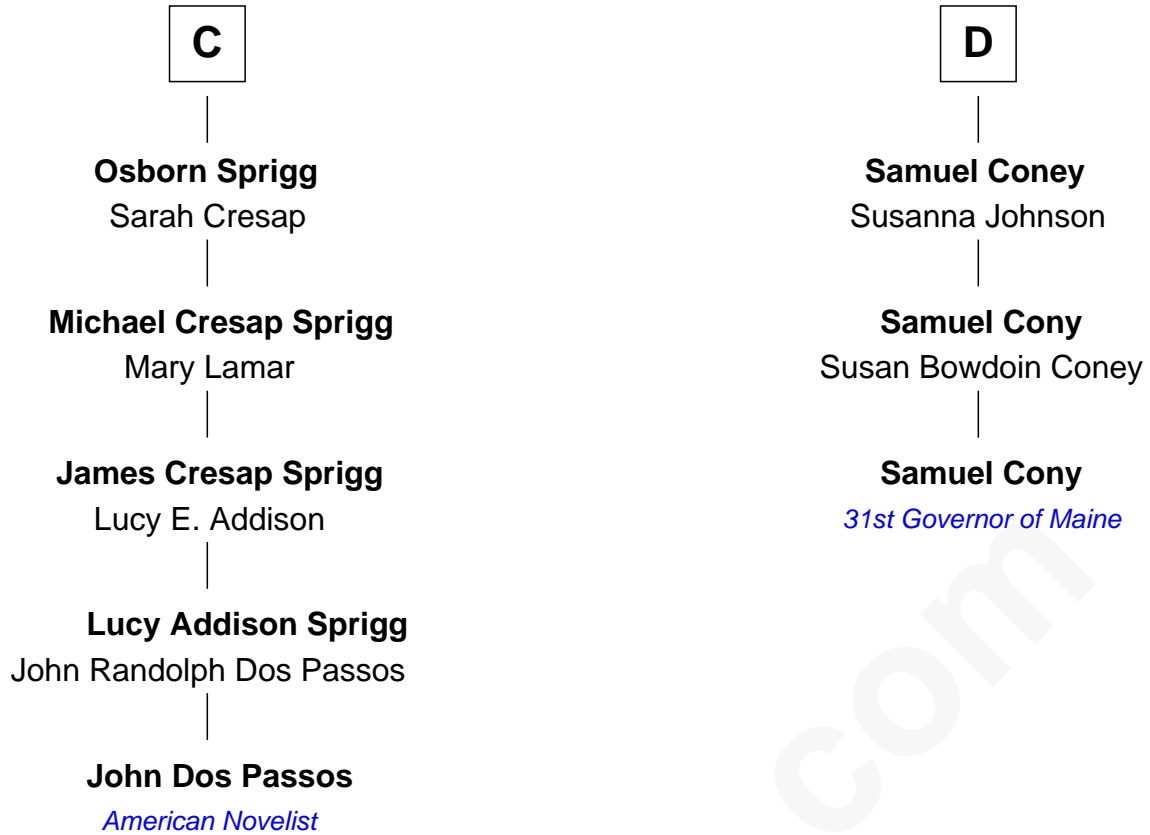 C
Osborn Sprigg
Sarah Cresap
Michael Cresap Sprigg
Mary Lamar
James Cresap Sprigg
Lucy E. Addison
Lucy Addison Sprigg
John Randolph Dos Passos
John Dos Passos
American Novelist
D
Samuel Coney
Susanna Johnson
Samuel Cony
Susan Bowdoin Coney
Samuel Cony
31st Governor of Maine
com